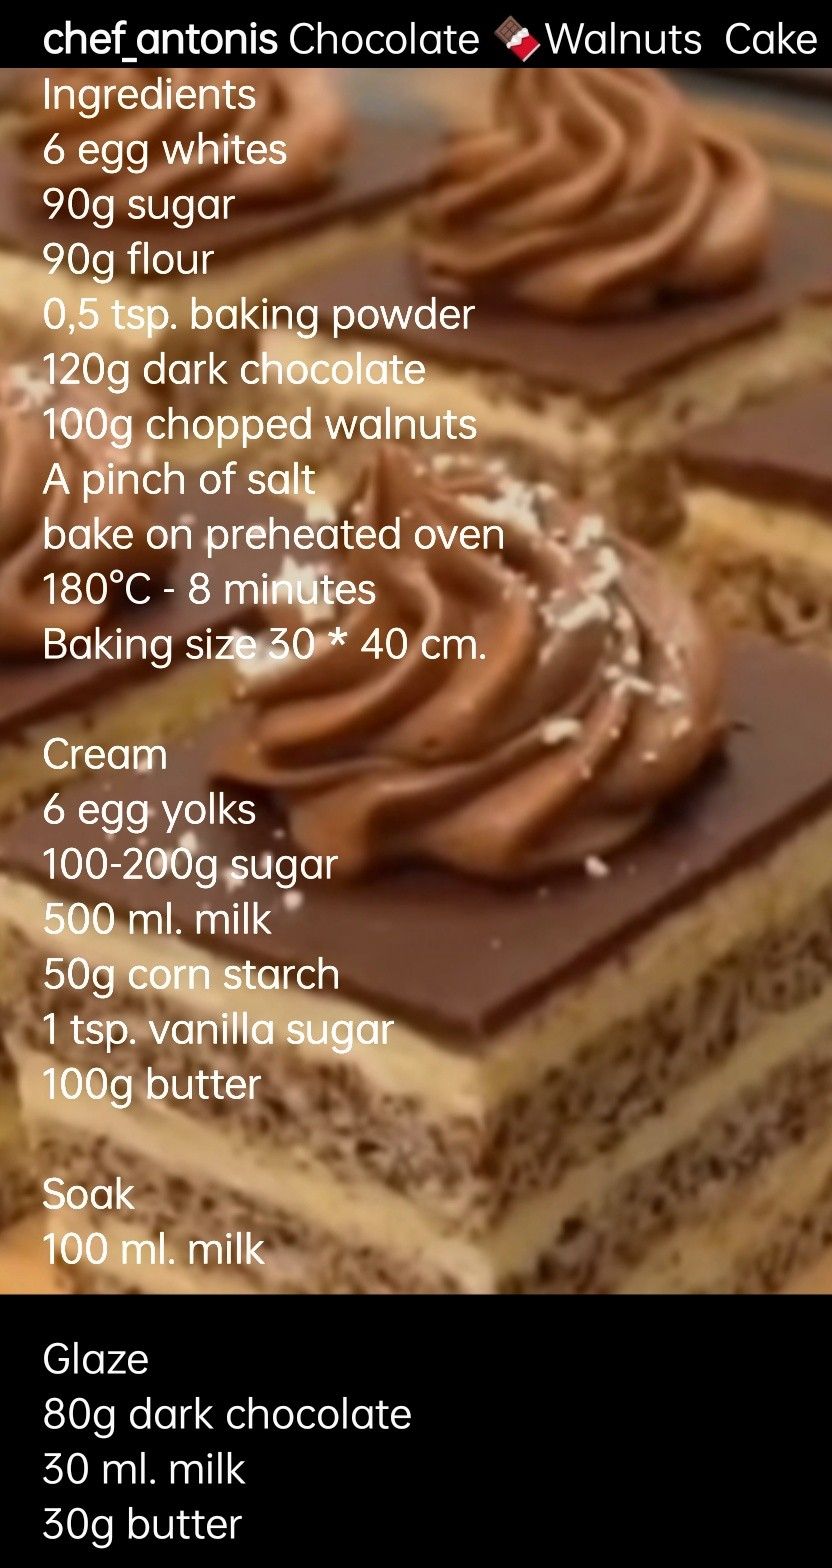 chef_antonis Chocolate 🍫Walnuts Cake
Ingredients
6 egg whites
90g sugar
90g flour
0,5 tsp. baking powder
120g dark chocolate
100g chopped walnuts
A pinch of salt
bake on preheated oven
180°C - 8 minutes
Baking size 30 * 40 cm.
Cream
6 egg yolks
100-200g sugar
500 ml. milk
50g corn starch
1 tsp. vanilla sugar
100g butter
Soak
100 ml. milk
Glaze
80g dark chocolate
30 ml. milk
30g butter